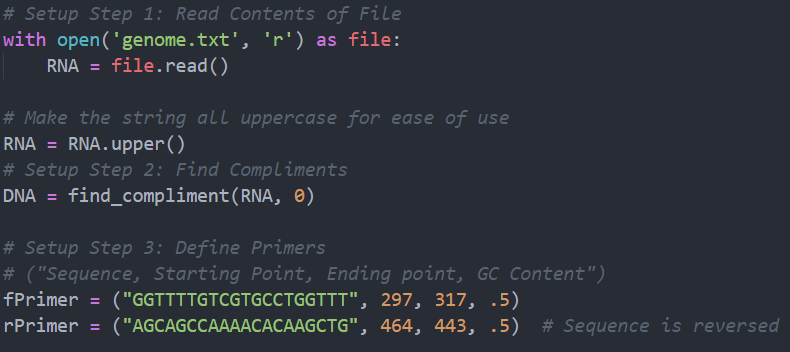 # Setup Step 1: Read Contents of File
with open('genome.txt', 'r') as file:
    RNA = file.read()
# Make the string all uppercase for ease of use
RNA = RNA.upper()
# Setup Step 2: Find Compliments
DNA = find_compliment(RNA, 0)
# Setup Step 3: Define Primers
# ("Sequence, Starting Point, Ending point, GC Content")
fPrimer = ("GGTTTTGTCGTGCCTGGTTT", 297, 317, .5)
rPrimer = ("AGCAGCCAAAACACAAGCTG", 464, 443, .5)  # Sequence is reversed